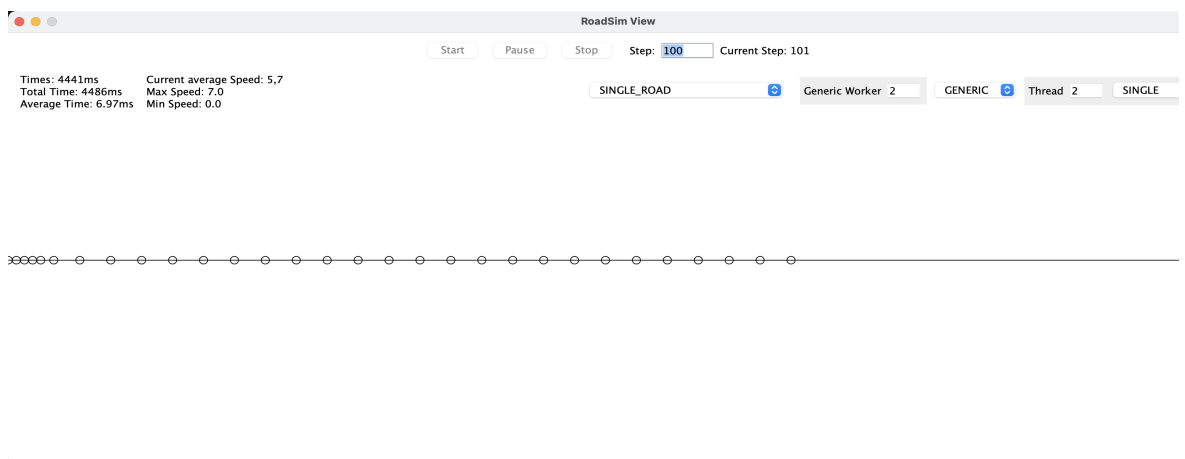 RoadSim View
Start Pause Stop Step: 100 Current Step: 101
Times: 4441ms Current average Speed: 5,7
Total Time: 4486ms Max Speed: 7.0
Average Time: 6.97ms Min Speed: 0.0
SINGLE_ROAD Generic Worker 2 GENERIC Thread 2 SINGLE